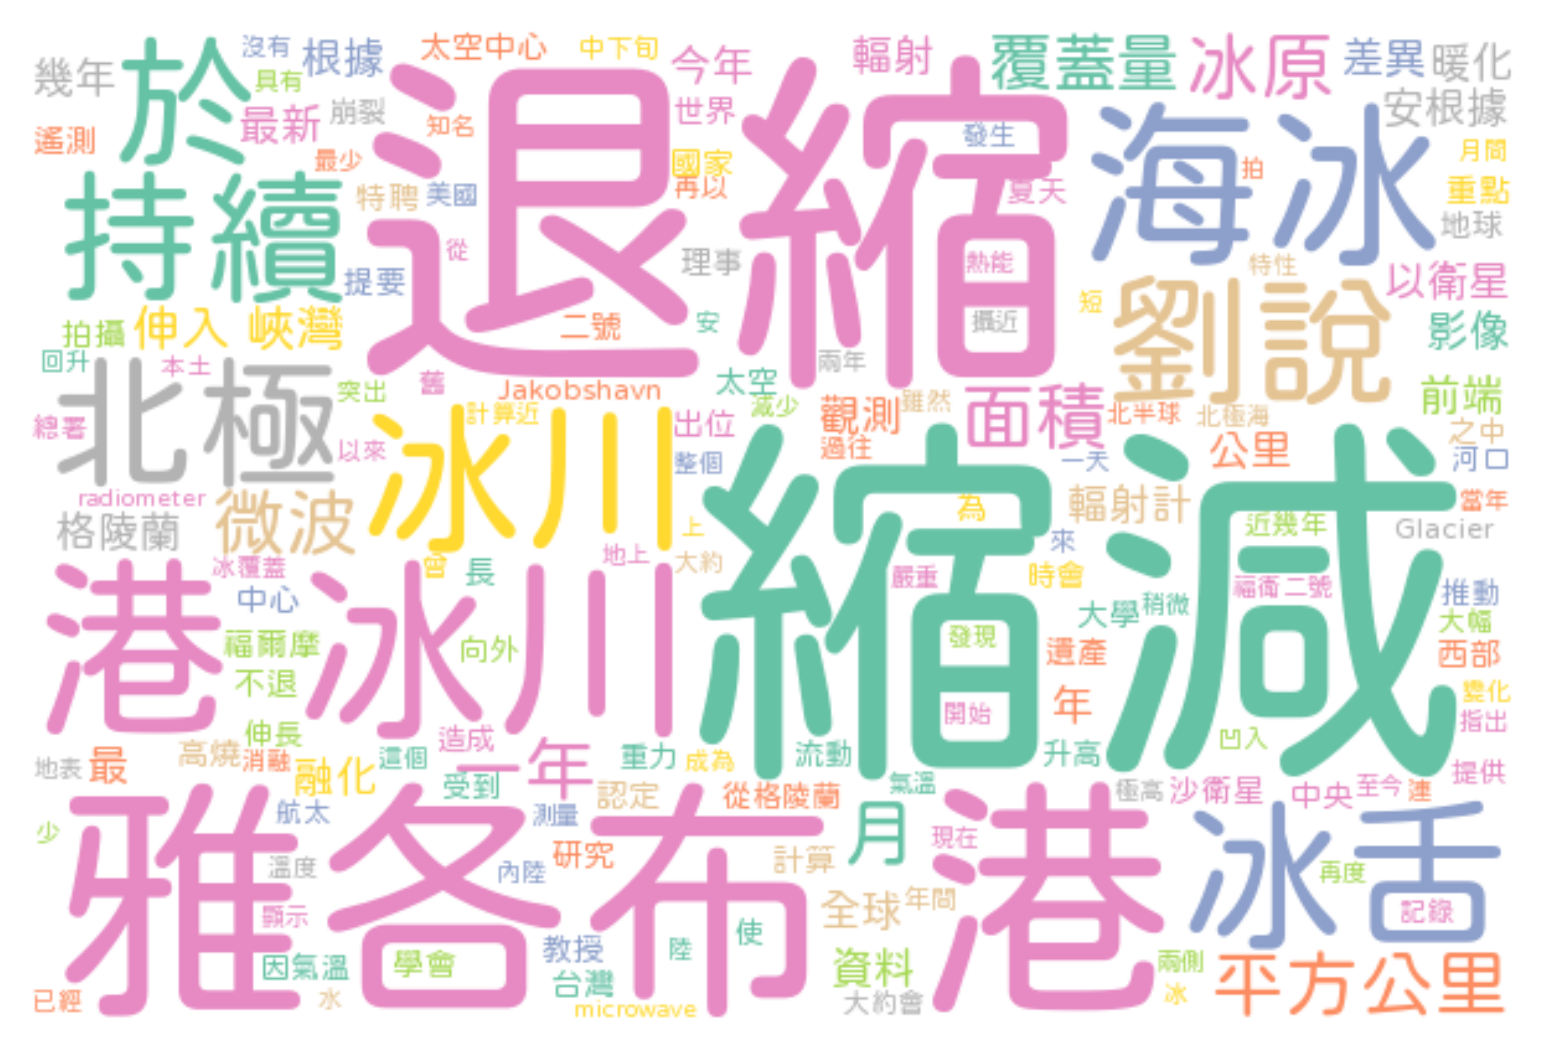 沒有
太空中心
中下旬
今年
輻射
覆蓋量
冰原
差異
暖化
幾年
於
根據
具有
最新
崩裂
知名
世界
發生
安根據
遙測
最少
退縮
國家
再以
夏天
海冰
拍
月間
重點
持續
特聘
美國
從
理事
熱能
特性
地球
提要
以衛星
拍攝
伸入
峽灣
二號
安
攝近
短
劉說
影像
回升
本土
突出
舊
Jakobshavn
太空
兩年
減少
雖然
面積
北半球
北極海
前端
北極
總署
以來
冰川
計算近
出位
觀測
過往
公里
之中
整個
一天
河口
radiometer
微波
格陵蘭
上
為
輻射計
近幾年
當年
Glacier
冰覆蓋
曾
長
地上
大約
縮減
嚴重
來
時會
福衛二號
推動
港冰川
中心
福爾摩
向外
發現
大學
稍微
大幅
不退
遺產
西部
伸長
造成
開始
年
凹入
變化
指出
地表
最
高燒
消融
融化
這個
受到
一年
重力
成為
流動
氣溫
升高
提供
少
航太
測量
認定
從格陵蘭
月
現在
極高
沙衛星
中央
至今
連
雅各布港
溫度
內陸
研究
計算
冰舌
再度
記錄
顯示
全球
年間
因氣溫
學會
教授
台灣
陸
使
資料
兩側
平方公里
已經
水
microwave
大約會
冰